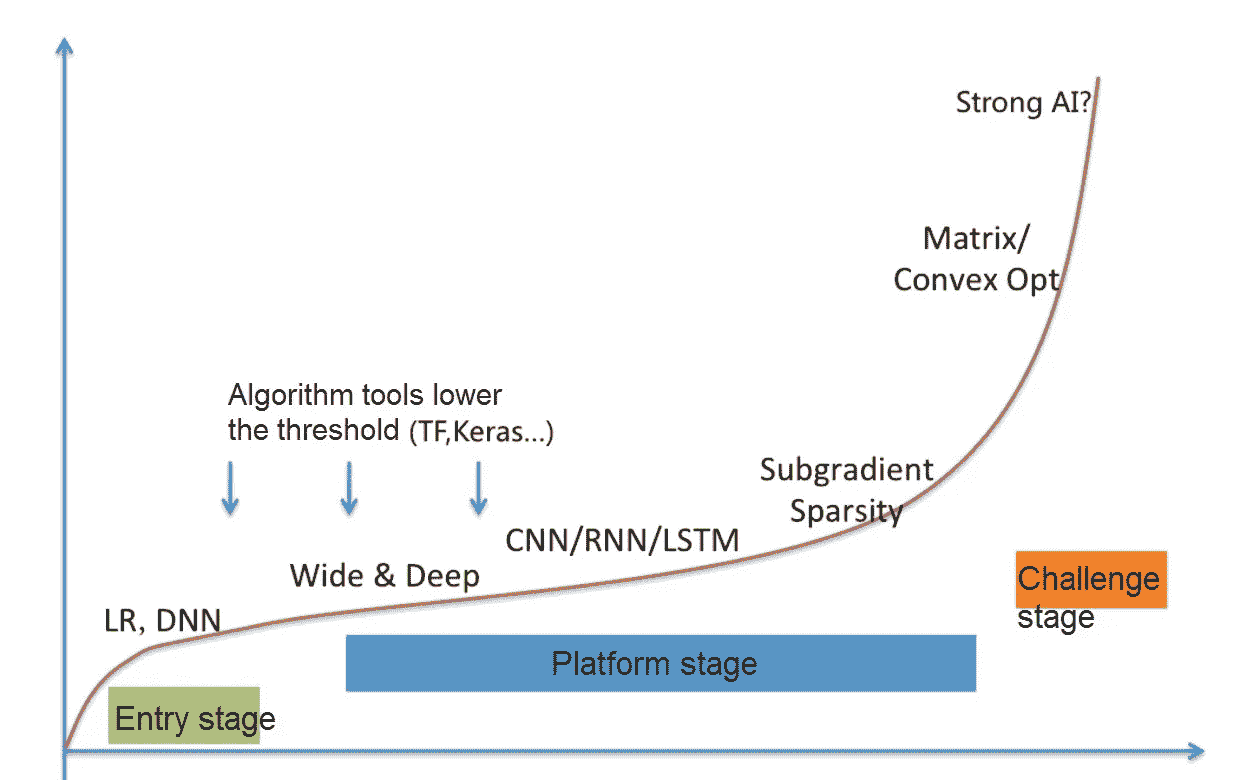 Strong AI?
Matrix/
Convex Opt
Algorithm tools lower
the threshold (TF,Keras...)
Subgradient
Sparsity
CNN/RNN/LSTM
Wide & Deep
LR, DNN
Challenge
stage
Platform stage
Entry stage